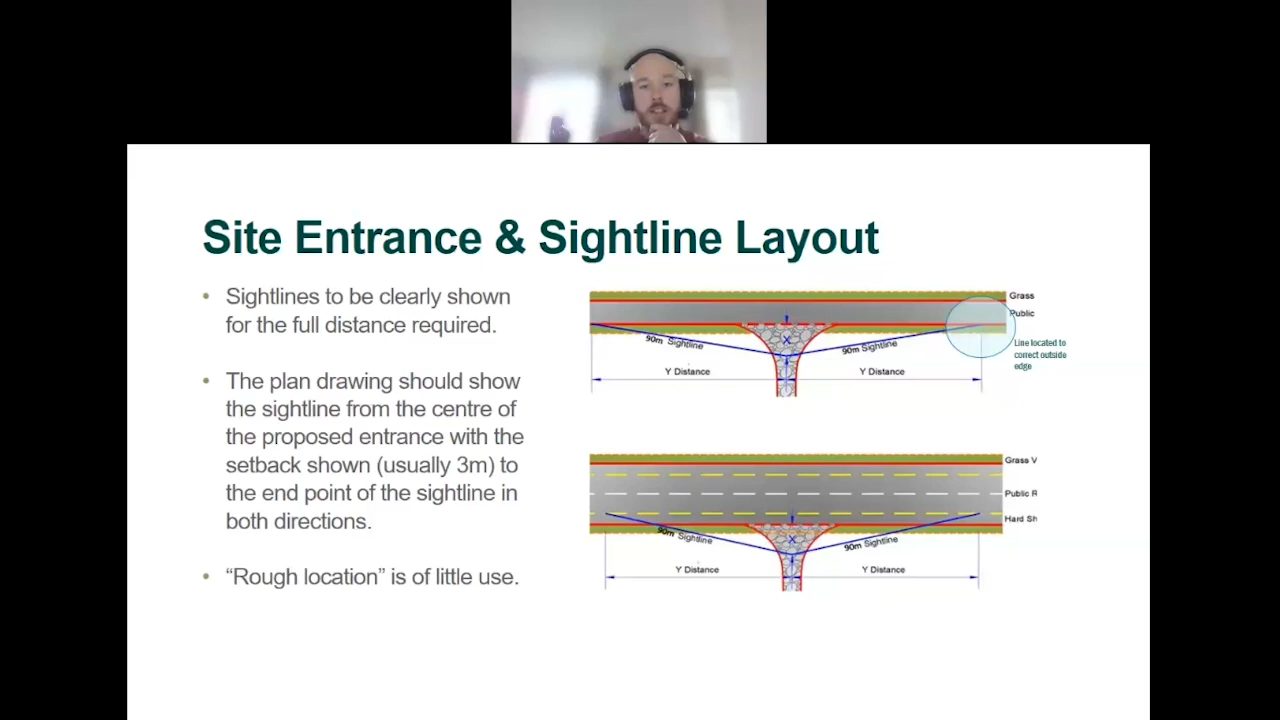 Site Entrance & Sightline Layout
• Sightlines to be clearly shown
for the full distance required.
• The plan drawing should show
the sightline from the centre of
the proposed entrance with the
setback shown (usually 3m) to
the end point of the sightline in
both directions.
• “Rough location” is of little use.
Grass
Public
Line located to
correct outside
edge
90m Sightline
X
90m Sightline
Y Distance
Y Distance
Grass V
Public R
Hard Sh
90m Sightline
X
90m Sightline
Y Distance
Y Distance